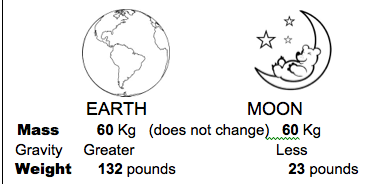 EARTH MOON
Mass 60 Kg (does not change) 60 Kg
Gravity Greater Less
Weight 132 pounds 23 pounds